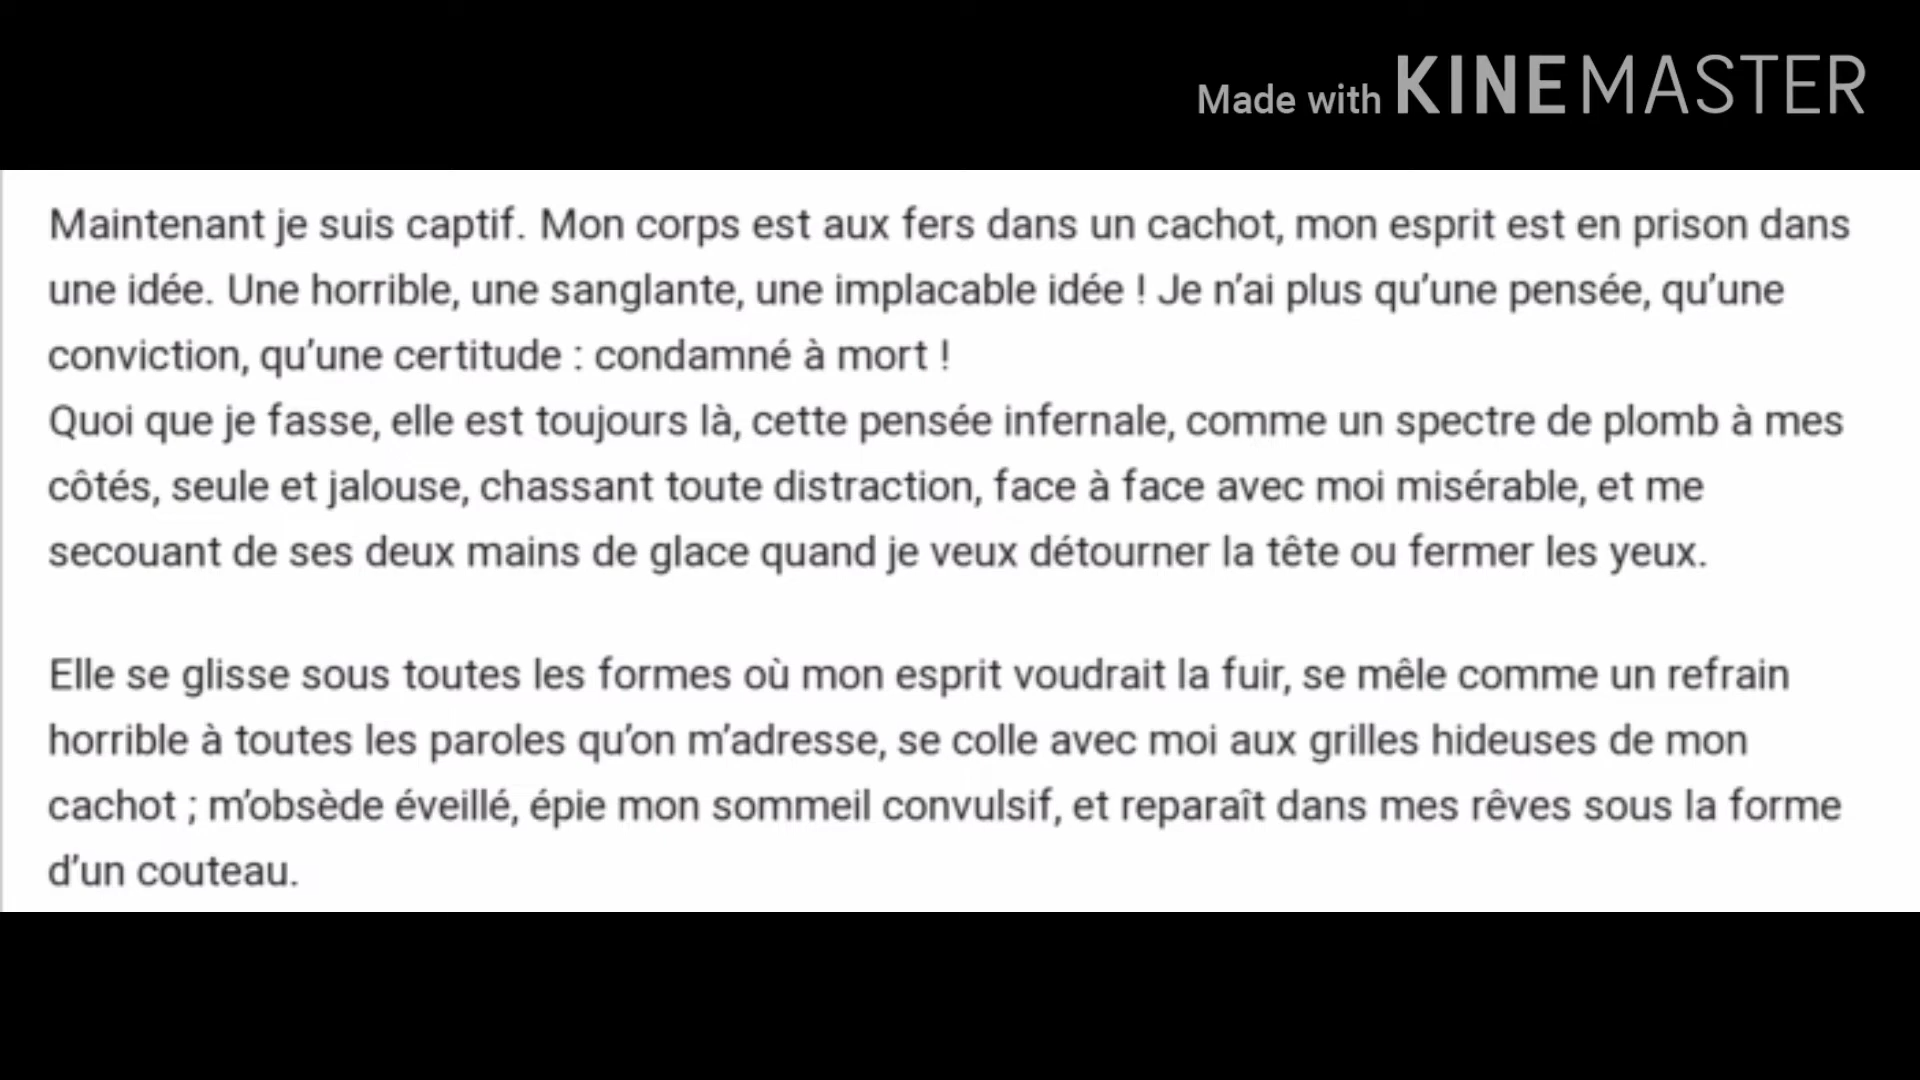 Made with KINEMASTER
Maintenant je suis captif. Mon corps est aux fers dans un cachot, mon esprit est en prison dans
une idée. Une horrible, une sanglante, une implacable idée ! Je n’ai plus qu’une pensée, qu’une
conviction, qu’une certitude : condamné à mort !
Quoi que je fasse, elle est toujours là, cette pensée infernale, comme un spectre de plomb à mes
côtés, seule et jalouse, chassant toute distraction, face à face avec moi misérable, et me
secouant de ses deux mains de glace quand je veux détourner la tête ou fermer les yeux.
Elle se glisse sous toutes les formes où mon esprit voudrait la fuir, se mêle comme un refrain
horrible à toutes les paroles qu’on m’adresse, se colle avec moi aux grilles hideuses de mon
cachot ; m’obsède éveillé, épie mon sommeil convulsif, et reparaît dans mes rêves sous la forme
d’un couteau.